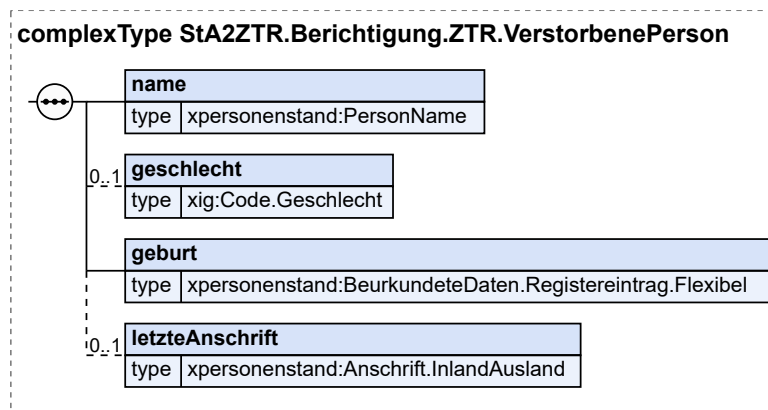 complexType StA2ZTR.Berichtigung.ZTR.VerstorbenePerson
name
type xpersonenstand:PersonName
0..1 geschlecht
type xig:Code.Geschlecht
geburt
type xpersonenstand:BeurkundeteDaten.Registereintrag.Flexibel
0..1 letzteAnschrift
type xpersonenstand:Anschrift.InlandAusland